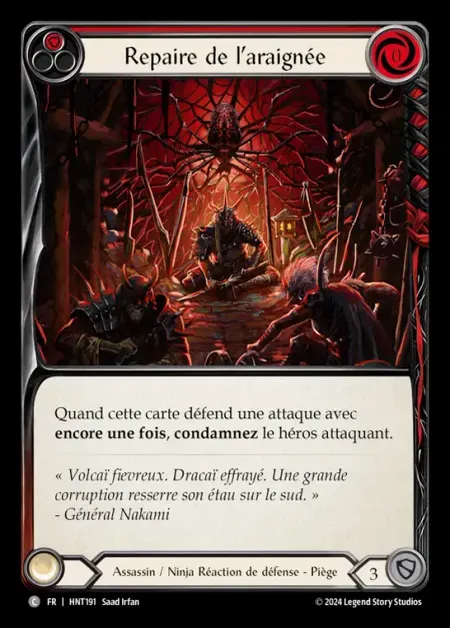 Repaire de l'araignée
Quand cette carte défend une attaque avec
encore une fois, condamnez le héros attaquant.
« Volcaï fievreux. Dracaï effrayé. Une grande
corruption resserre son étau sur le sud. »
- Général Nakami
Assassin / Ninja Réaction de défense - Piège
3
C FR | HNT191 Saad Irfan
© 2024 Legend Story Studios